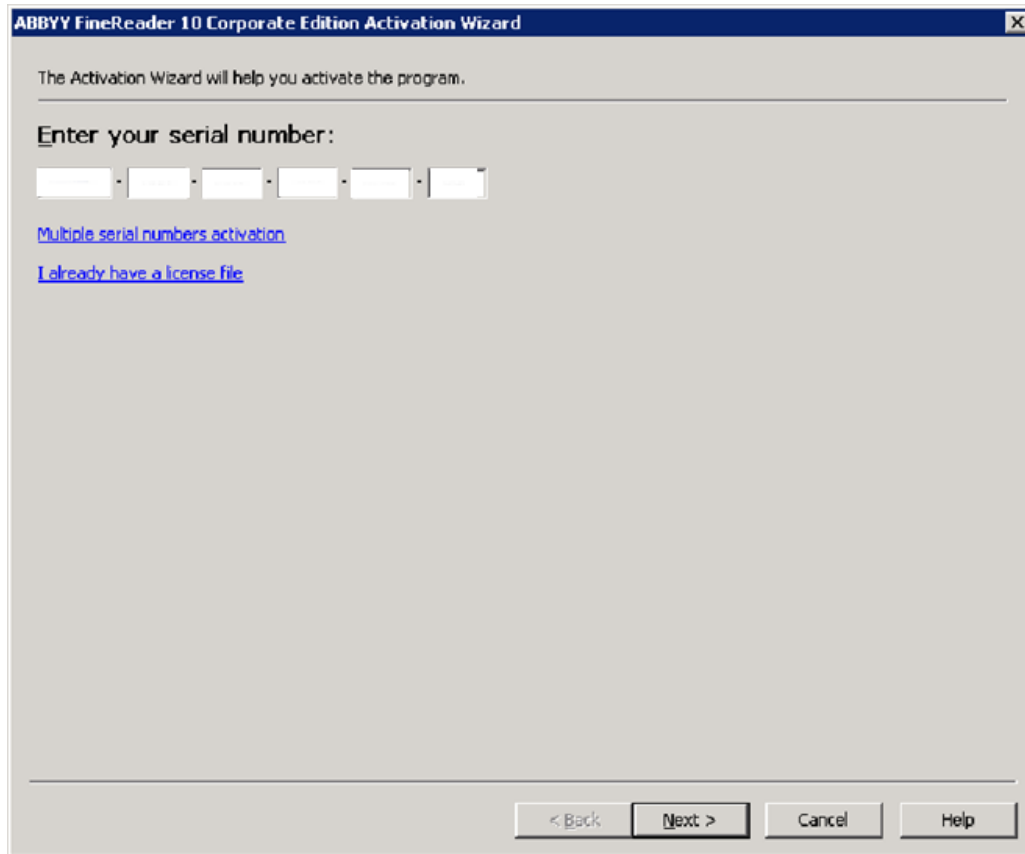 ABBYY FineReader 10 Corporate Edition Activation Wizard
The Activation Wizard will help you activate the program.
Enter your serial number:
- - - - -
Multiple serial numbers activation
I already have a license file
< Back Next > Cancel Help